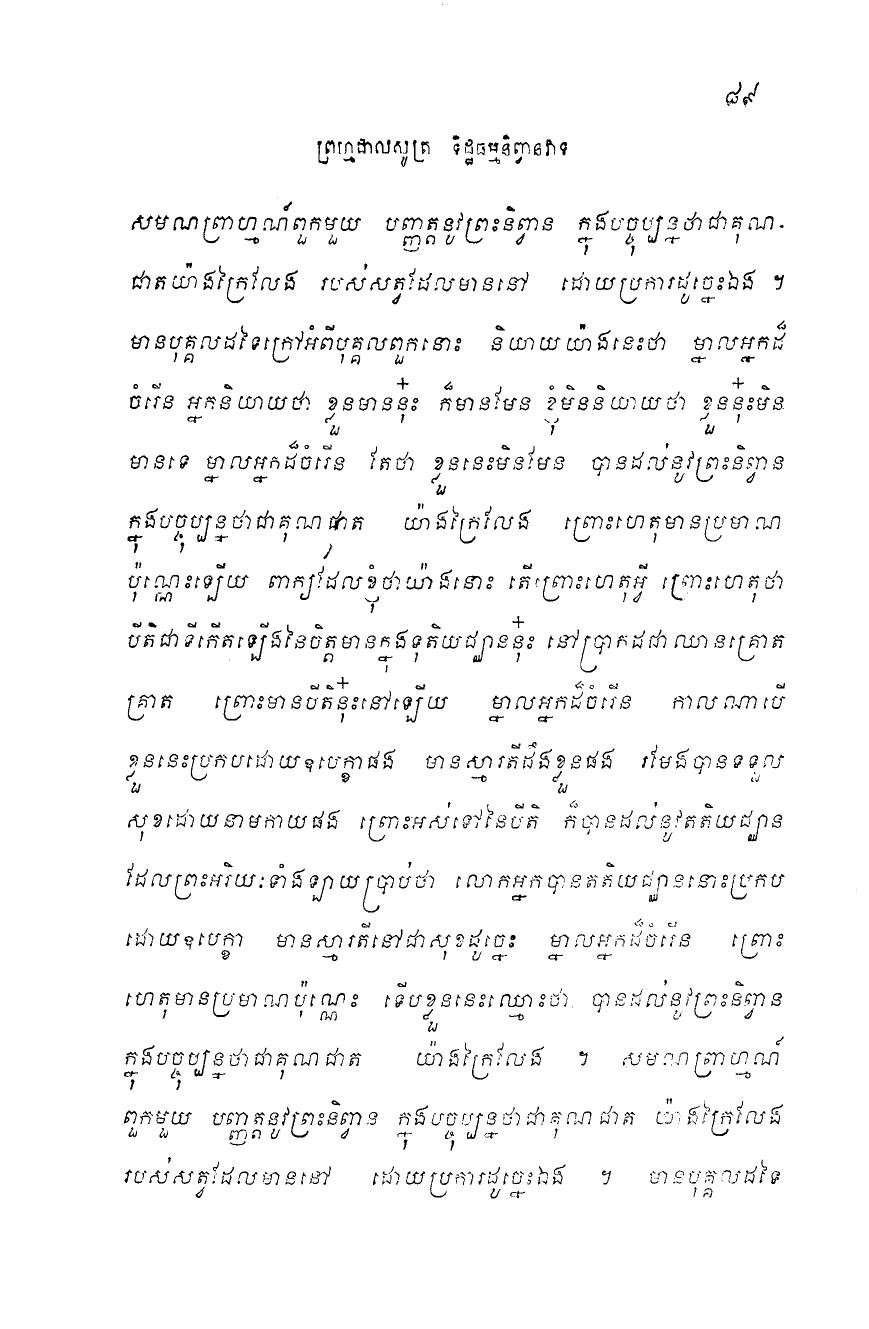 ៨៩
ព្រហ្មជាលសូត្រ ទិដ្ឋធម្មនិព្វានវាទ
សមណព្រាហ្មណ៍ពួកមួយ បញ្ញត្តនូវព្រះនិព្វាន ក្នុងបច្ចុប្បន្នថាជាគុណ-
ជាតយ៉ាងក្រៃលែង របស់សត្វដែលមាននៅ ដោយប្រការដូច្នេះឯង ។
មានបុគ្គលដទៃក្រៅអំពីបុគ្គលពួកនោះ និយាយយ៉ាងនេះថា ម្នាលអ្នកដ៏
ចំរើន អ្នកនិយាយថា ខ្លួនមាននុ៎ះ ក៏មានមែន ខ្ញុំមិននិយាយថា ខ្លួននុ៎ះមិន
មានទេ ម្នាលអ្នកដ៏ចំរើន តែថា ខ្លួននេះមិនមែន បានដល់នូវព្រះនិព្វាន
ក្នុងបច្ចុប្បន្នថាជាគុណជាត យ៉ាងក្រៃលែង ព្រោះហេតុមានប្រមាណ
ប៉ុណ្ណេះឡើយ ពាក្យដែលខ្ញុំថាយ៉ាងនោះ តើព្រោះហេតុអ្វី ព្រោះហេតុថា
បីតិជាទីកើតឡើងនៃចិត្តមានក្នុងទុតិយជ្ឈាននុ៎ះ នៅប្រាកដជាឈានគ្រោត
គ្រាត ព្រោះមានបីតិនុ៎ះនៅឡើយ ម្នាលអ្នកដ៏ចំរើន កាលណាបើ
ខ្លួននេះប្រកបដោយឧបេក្ខាផង មានស្មារតីដឹងខ្លួនផង រមែងបានទទួល
សុខដោយនាមកាយផង ព្រោះអស់ទៅនៃបីតិ ក៏បានដល់នូវតតិយជ្ឈាន
ដែលព្រះអរិយៈទាំងឡាយប្រាប់ថា លោកអ្នកបានតតិយជ្ឈាននោះប្រកប
ដោយឧបេក្ខា មានស្មារតីនៅជាសុខដូច្នេះ ម្នាលអ្នកដ៏ចំរើន ព្រោះ
ហេតុមានប្រមាណប៉ុណ្ណេះ ទើបខ្លួននេះឈ្មោះថា បានដល់នូវព្រះនិព្វាន
ក្នុងបច្ចុប្បន្នថាជាគុណជាត យ៉ាងក្រៃលែង ។ សមណព្រាហ្មណ៍
ពួកមួយ បញ្ញត្តនូវព្រះនិព្វាន ក្នុងបច្ចុប្បន្នថាជាគុណជាត យ៉ាងក្រៃលែង
របស់សត្វដែលមាននៅ ដោយប្រការដូច្នេះឯង ។ មានបុគ្គលដទៃ